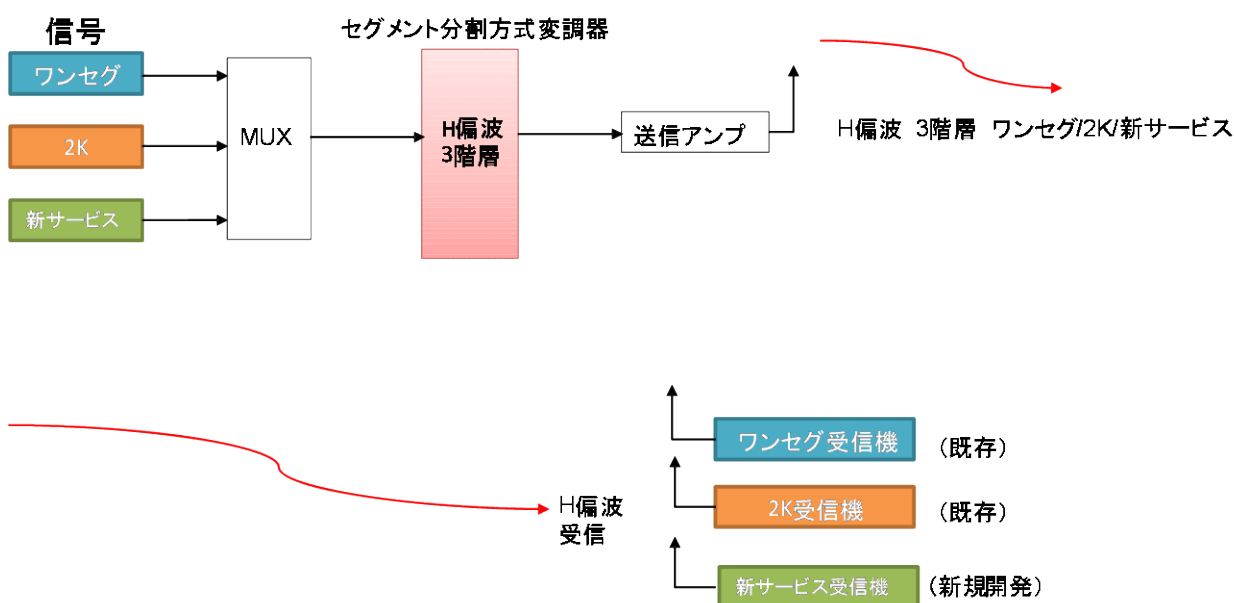 信号
セグメント分割方式変調器
ワンセグ
2K
新サービス
MUX
H偏波
3階層
送信アンプ
H偏波 3階層 ワンセグ/2K/新サービス
H偏波
受信
ワンセグ受信機 (既存)
2K受信機 (既存)
新サービス受信機 (新規開発)